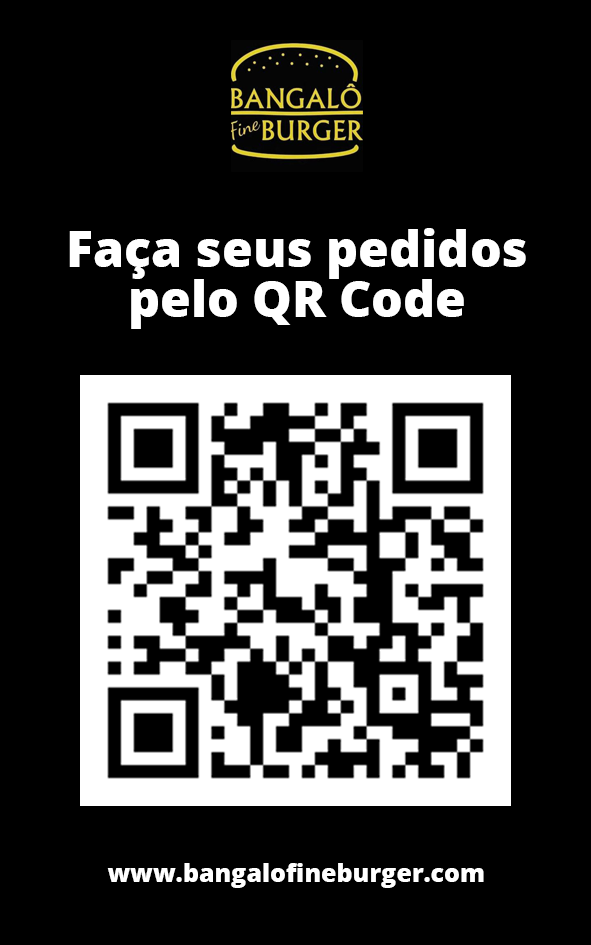 BANGALÔ
Fine BURGER
Faça seus pedidos
pelo QR Code
www.bangalofineburger.com